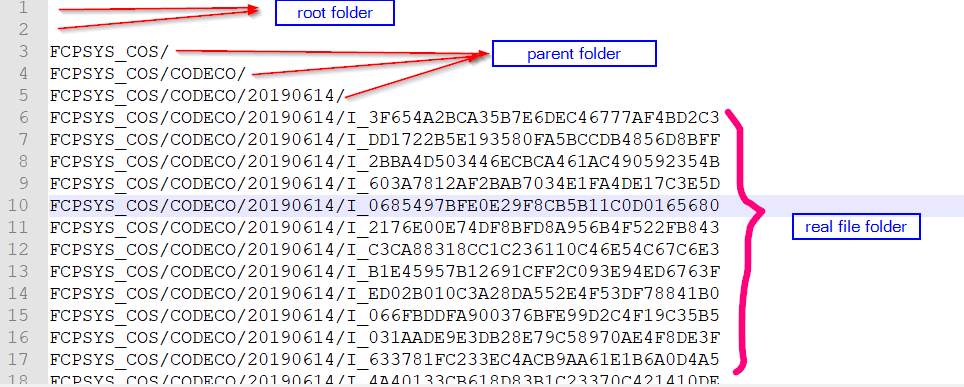 1 root folder
2
3 FCPSYS_COS/ parent folder
4 FCPSYS_COS/CODECO/
5 FCPSYS_COS/CODECO/20190614/
6 FCPSYS_COS/CODECO/20190614/I_3F654A2BCA35B7E6DEC46777AF4BD2C3
7 FCPSYS_COS/CODECO/20190614/I_DD1722B5E193580FA5BCCDB4856D8BFF
8 FCPSYS_COS/CODECO/20190614/I_2BBA4D503446ECBCA461AC490592354B
9 FCPSYS_COS/CODECO/20190614/I_603A7812AF2BAB7034E1FA4DE17C3E5D
10 FCPSYS_COS/CODECO/20190614/I_0685497BFE0E29F8CB5B11C0D0165680
real file folder
11 FCPSYS_COS/CODECO/20190614/I_2176E00E74DF8BFD8A956B4F522FB843
12 FCPSYS_COS/CODECO/20190614/I_C3CA88318CC1C236110C46E54C67C6E3
13 FCPSYS_COS/CODECO/20190614/I_B1E45957B12691CFF2C093E94ED6763F
14 FCPSYS_COS/CODECO/20190614/I_ED02B010C3A28DA552E4F53DF78841B0
15 FCPSYS_COS/CODECO/20190614/I_066FBDDFA900376BFE99D2C4F19C35B5
16 FCPSYS_COS/CODECO/20190614/I_031AADE9E3DB28E79C58970AE4F8DE3F
17 FCPSYS_COS/CODECO/20190614/I_633781FC233EC4ACB9AA61E1B6A0D4A5
18 FCPSYS_COS/CODECO/20190614/I_4A40133CB618D83B1C23370C421410DE